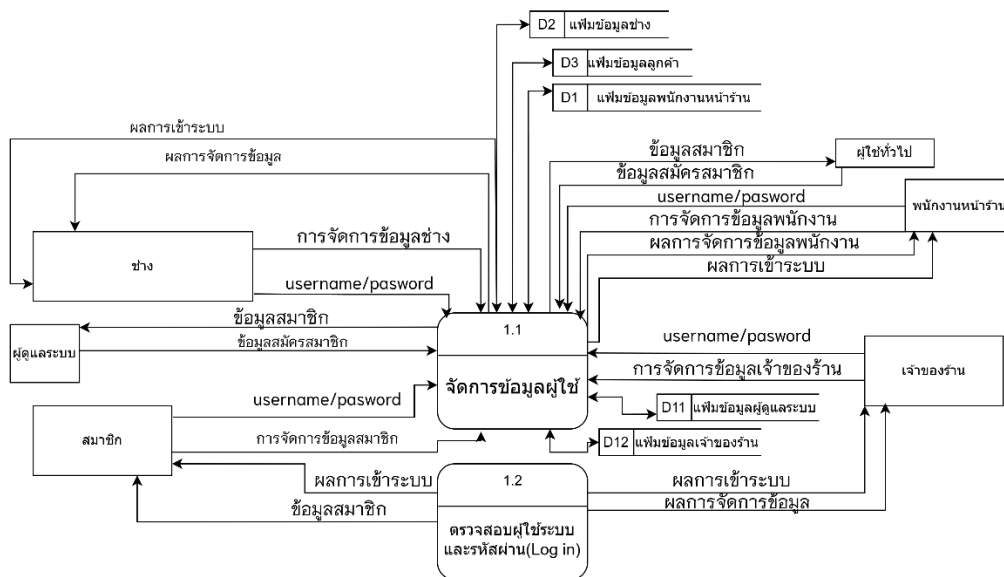 D2 แฟ้มข้อมูลช่าง
D3 แฟ้มข้อมูลลูกค้า
D1 แฟ้มข้อมูลพนักงานหน้าร้าน
ผลการเข้าระบบ
ผลการจัดการข้อมูล
ข้อมูลสมาชิก
ผู้ใช้ทั่วไป
ข้อมูลสมัครสมาชิก
username/pasword
พนักงานหน้าร้าน
การจัดการข้อมูลพนักงาน
ผลการจัดการข้อมูลพนักงาน
ผลการเข้าระบบ
การจัดการข้อมูลช่าง
ช่าง
username/pasword
ข้อมูลสมาชิก
ผู้ดูแลระบบ
ข้อมูลสมัครสมาชิก
1.1
จัดการข้อมูลผู้ใช้
username/pasword
การจัดการข้อมูลเจ้าของร้าน
เจ้าของร้าน
username/pasword
D11 แฟ้มข้อมูลผู้ดูแลระบบ
สมาชิก
การจัดการข้อมูลสมาชิก
D12 แฟ้มข้อมูลเจ้าของร้าน
ผลการเข้าระบบ
ข้อมูลสมาชิก
1.2
ตรวจสอบผู้ใช้ระบบ
และรหัสผ่าน(Log in)
ผลการเข้าระบบ
ผลการจัดการข้อมูล